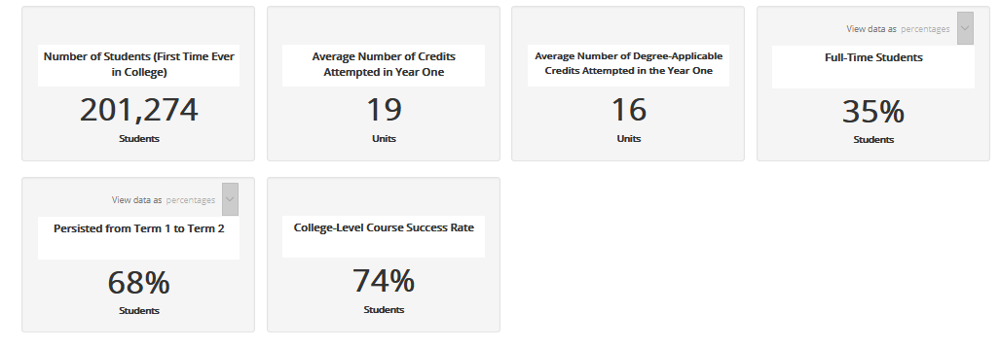 Number of Students (First Time Ever
in College)
201,274
Students
Average Number of Credits
Attempted in Year One
19
Units
Average Number of Degree-Applicable
Credits Attempted in the Year One
16
Units
View data as percentages
Full-Time Students
35%
Students
View data as percentages
Persisted from Term 1 to Term 2
68%
Students
College-Level Course Success Rate
74%
Students